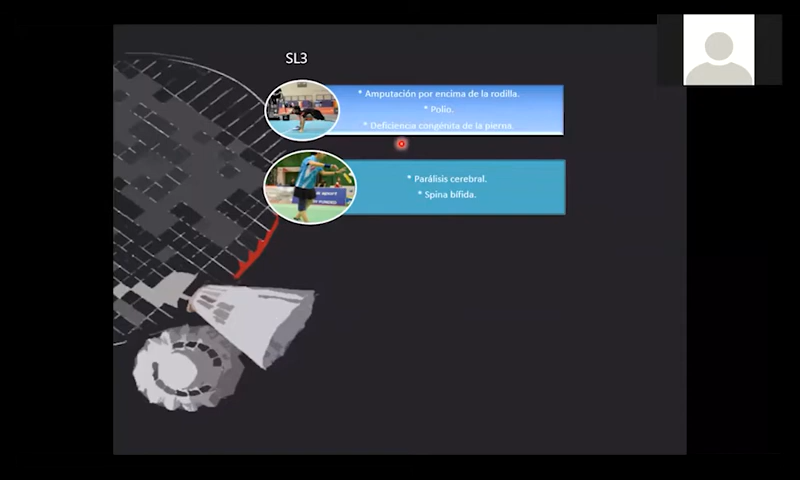 SL3
* Amputación por encima de la rodilla.
* Polio.
* Deficiencia congénita de la pierna.
* Parálisis cerebral.
* Spina bífida.